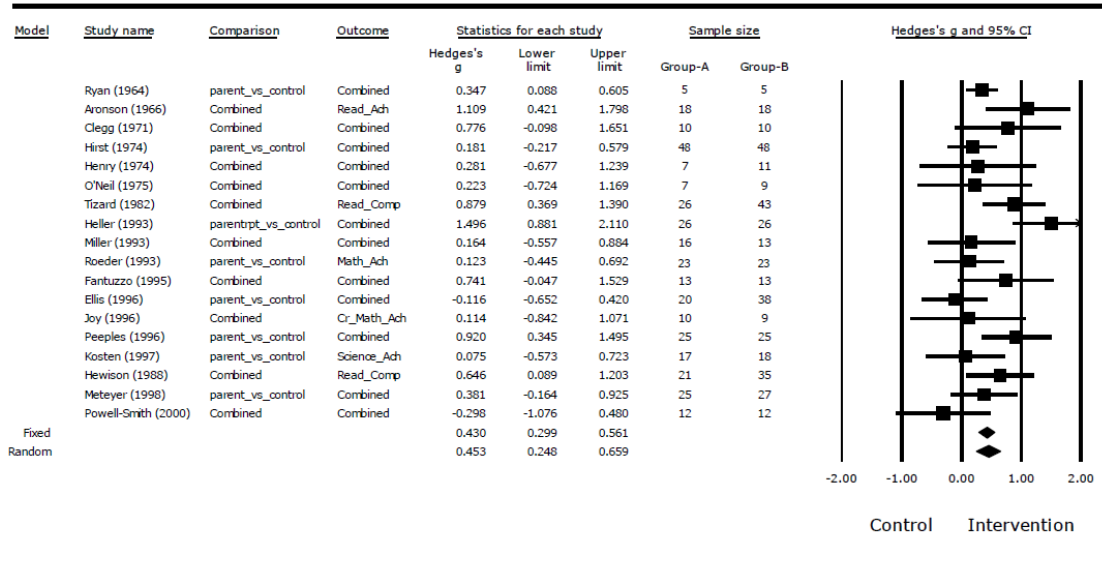 Model Study name Comparison Outcome Statistics for each study Sample size Hedges's g and 95% CI
Hedges's g Lower limit Upper limit Group-A Group-B
Ryan (1964) parent_vs_control Combined 0.347 0.088 0.605 5 5
Aronson (1966) Combined Read_Ach 1.109 0.421 1.798 18 18
Clegg (1971) Combined Combined 0.776 -0.098 1.651 10 10
Hirst (1974) parent_vs_control Combined 0.181 -0.217 0.579 48 48
Henry (1974) Combined Combined 0.281 -0.677 1.239 7 11
O'Neil (1975) Combined Combined 0.223 -0.724 1.169 7 9
Tizard (1982) Combined Read_Comp 0.879 0.369 1.390 26 43
Heller (1993) parentrpt_vs_control Combined 1.496 0.881 2.110 26 26
Miller (1993) Combined Combined 0.164 -0.557 0.884 16 13
Roeder (1993) parent_vs_control Math_Ach 0.123 -0.445 0.692 23 23
Fantuzzo (1995) Combined Combined 0.741 -0.047 1.529 13 13
Ellis (1996) parent_vs_control Combined -0.116 -0.652 0.420 20 38
Joy (1996) Combined Cr_Math_Ach 0.114 -0.842 1.071 10 9
Peeples (1996) parent_vs_control Combined 0.920 0.345 1.495 25 25
Kosten (1997) parent_vs_control Science_Ach 0.075 -0.573 0.723 17 18
Hewison (1988) Combined Read_Comp 0.646 0.089 1.203 21 35
Meteyer (1998) parent_vs_control Combined 0.381 -0.164 0.925 25 27
Powell-Smith (2000) Combined Combined -0.298 -1.076 0.480 12 12
Fixed 0.430 0.299 0.561
Random 0.453 0.248 0.659
-2.00 -1.00 0.00 1.00 2.00
Control Intervention